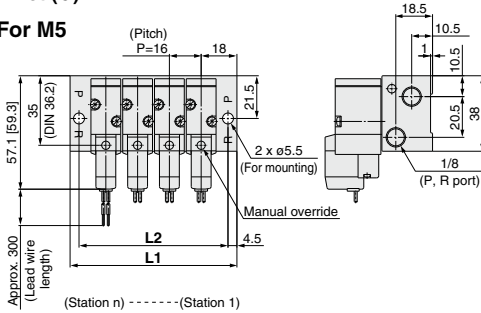 For M5
(Pitch)
P=16
18
18.5
10.5
1
10.5
57.1 [59.3]
35
(DIN 36.2)
P
R
P
R
21.5
20.5
38
2 x ø5.5
(For mounting)
1/8
(P, R port)
Manual override
Approx. 300
(Lead wire
length)
L2
4.5
L1
(Station n) ------(Station 1)